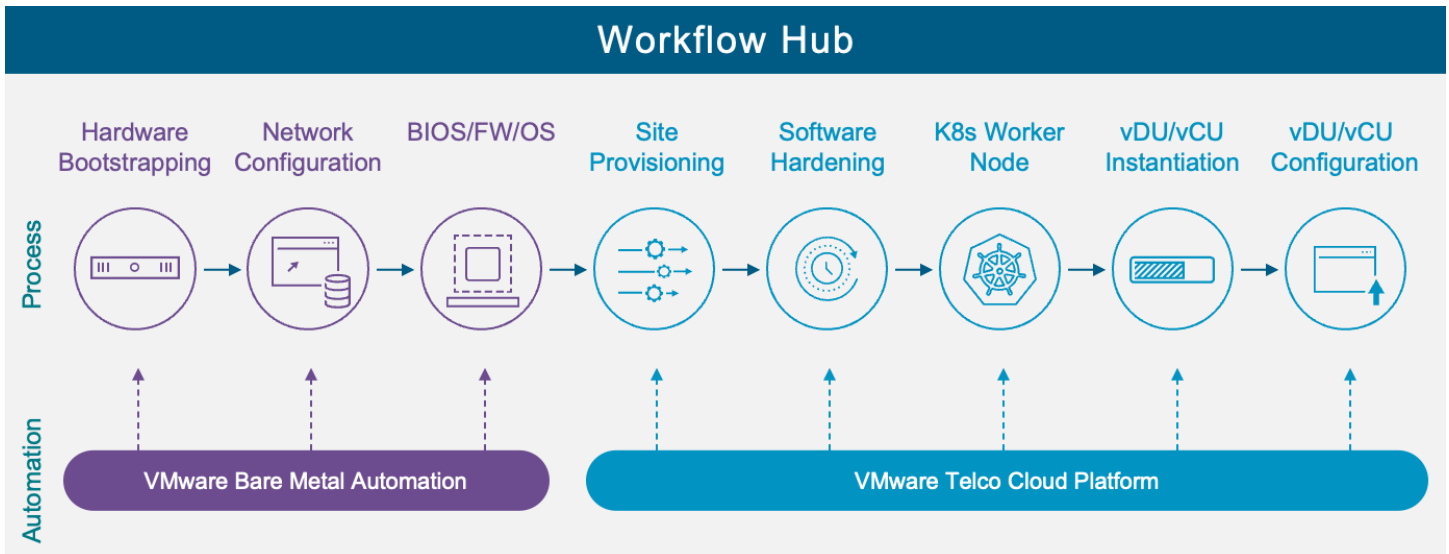 Workflow Hub
Hardware
Bootstrapping
Network
Configuration
BIOS/FW/OS
Site
Provisioning
Software
Hardening
K8s Worker
Node
vDU/vCU
Instantiation
vDU/vCU
Configuration
Process
Automation
VMware Bare Metal Automation
VMware Telco Cloud Platform